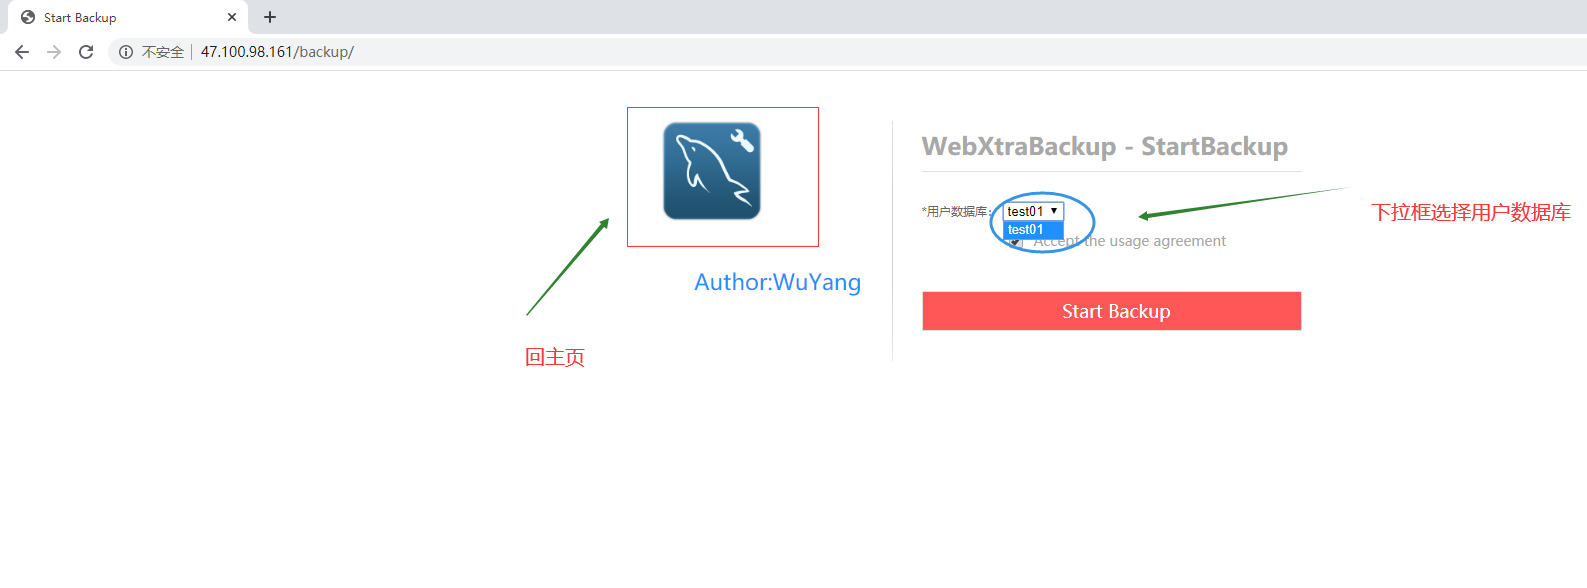 Start Backup
不安全 47.100.98.161/backup/
WebXtraBackup - StartBackup
*用户数据库: test01
test01
下拉框选择用户数据库
Accept the usage agreement
Author:WuYang
Start Backup
回主页